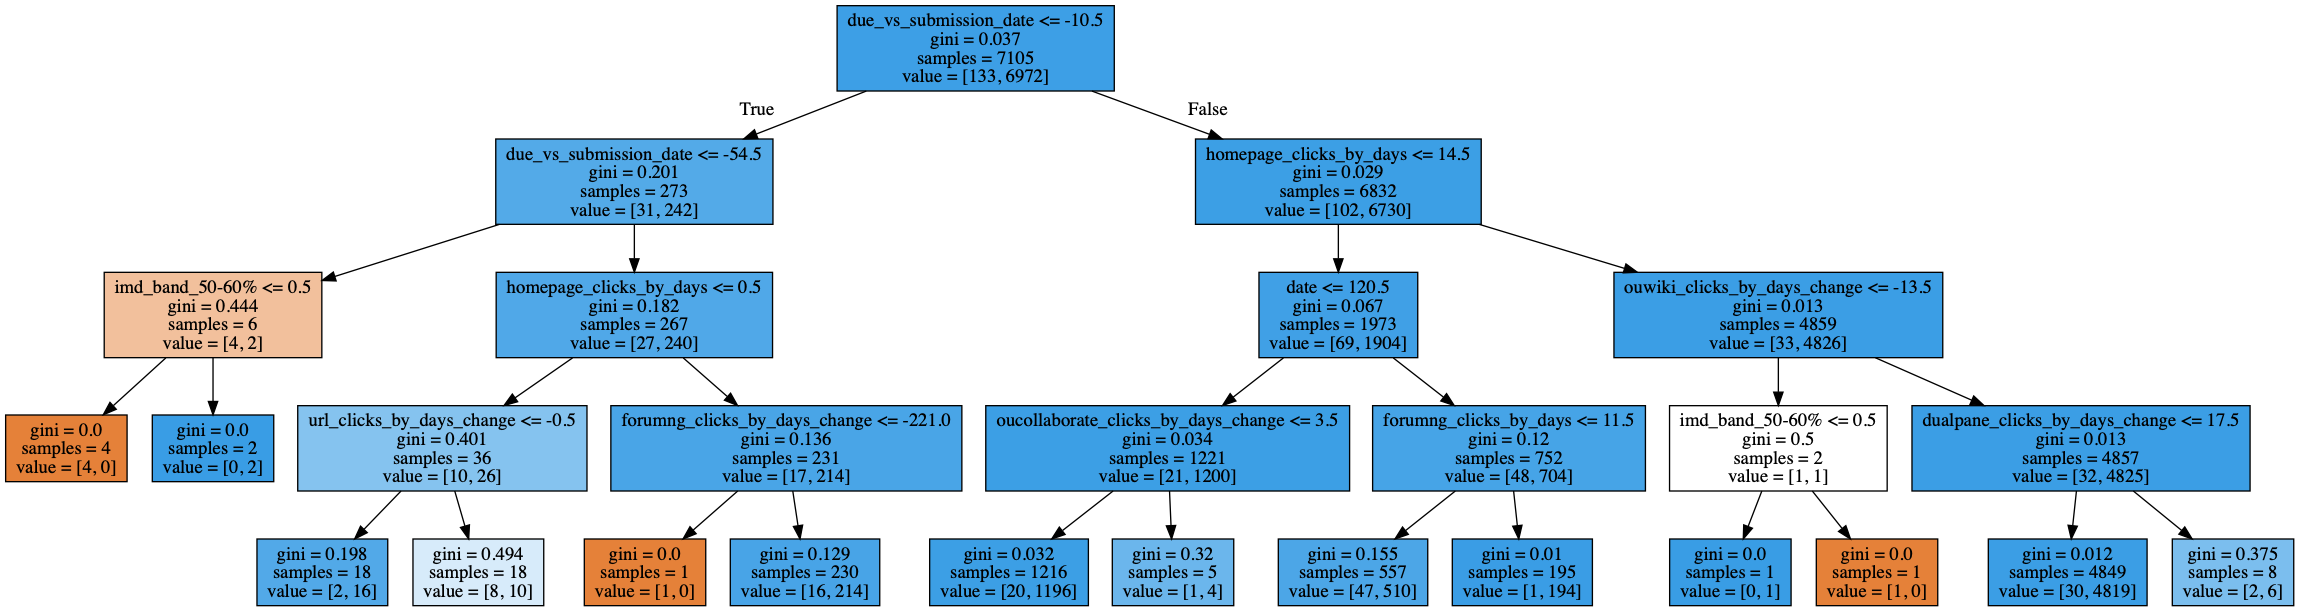 due_vs_submission_date <= -10.5
gini = 0.037
samples = 7105
value = [133, 6972]
True
False
due_vs_submission_date <= -54.5
gini = 0.201
samples = 273
value = [31, 242]
homepage_clicks_by_days <= 14.5
gini = 0.029
samples = 6832
value = [102, 6730]
imd_band_50-60% <= 0.5
gini = 0.444
samples = 6
value = [4, 2]
homepage_clicks_by_days <= 0.5
gini = 0.182
samples = 267
value = [27, 240]
date <= 120.5
gini = 0.067
samples = 1973
value = [69, 1904]
ouwiki_clicks_by_days_change <= -13.5
gini = 0.013
samples = 4859
value = [33, 4826]
gini = 0.0
samples = 4
value = [4, 0]
gini = 0.0
samples = 2
value = [0, 2]
url_clicks_by_days_change <= -0.5
gini = 0.401
samples = 36
value = [10, 26]
forumng_clicks_by_days_change <= -221.0
gini = 0.136
samples = 231
value = [17, 214]
oucollaborate_clicks_by_days_change <= 3.5
gini = 0.034
samples = 1221
value = [21, 1200]
forumng_clicks_by_days <= 11.5
gini = 0.12
samples = 752
value = [48, 704]
imd_band_50-60% <= 0.5
gini = 0.5
samples = 2
value = [1, 1]
dualpane_clicks_by_days_change <= 17.5
gini = 0.013
samples = 4857
value = [32, 4825]
gini = 0.198
samples = 18
value = [2, 16]
gini = 0.494
samples = 18
value = [8, 10]
gini = 0.0
samples = 1
value = [1, 0]
gini = 0.129
samples = 230
value = [16, 214]
gini = 0.032
samples = 1216
value = [20, 1196]
gini = 0.32
samples = 5
value = [1, 4]
gini = 0.155
samples = 557
value = [47, 510]
gini = 0.01
samples = 195
value = [1, 194]
gini = 0.0
samples = 1
value = [0, 1]
gini = 0.0
samples = 1
value = [1, 0]
gini = 0.012
samples = 4849
value = [30, 4819]
gini = 0.375
samples = 8
value = [2, 6]